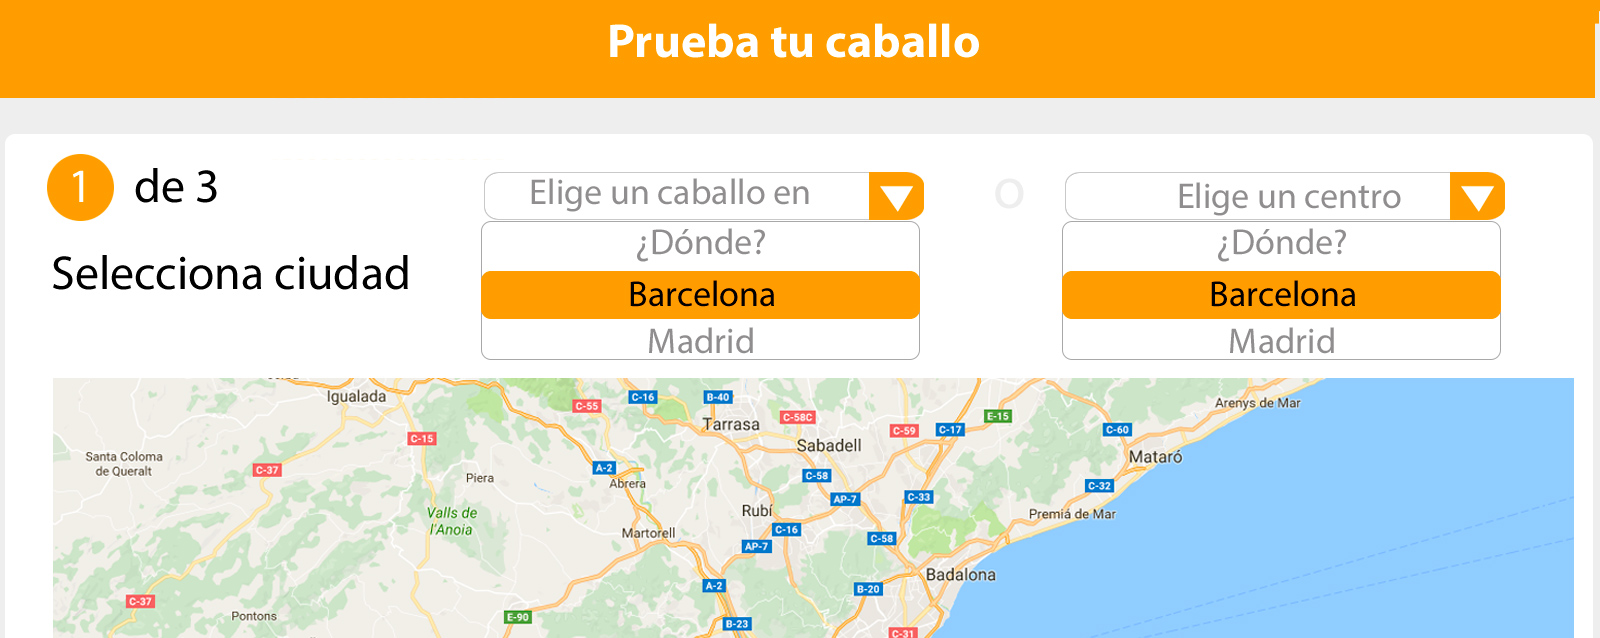 Prueba tu caballo
1 de 3
Elige un caballo en
o
Elige un centro
Selecciona ciudad
¿Dónde?
¿Dónde?
Barcelona
Barcelona
Madrid
Madrid
Igualada
C-55
C-16
B-40
Arenys de Mar
Tarrasa
C-58C
E-15
C-15
C-59
C-17
C-60
Sabadell
Santa Coloma
de Queralt
Mataró
C-37
A-2
Piera
Abrera
C-58
C-32
AP-7
C-33
Valls de
l'Anoia
Rubí
Premiá de Mar
Martorell
C-16
AP-7
C-58
Badalona
A-2
B-20
C-37
Pontons
E-90
B-23
C-31